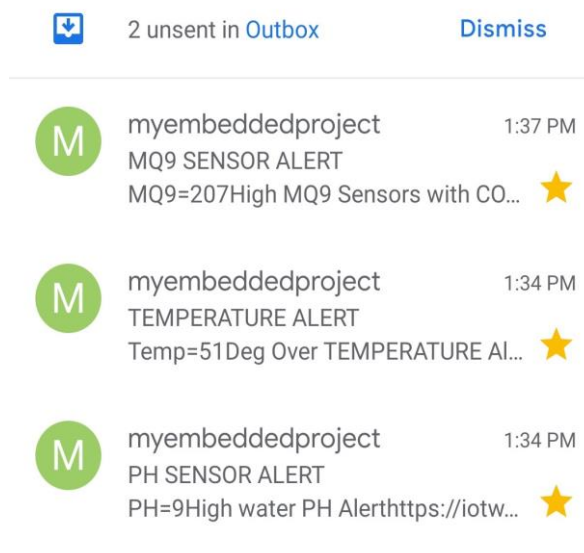 2 unsent in Outbox Dismiss
M myembeddedproject 1:37 PM
MQ9 SENSOR ALERT
MQ9=207High MQ9 Sensors with CO...
M myembeddedproject 1:34 PM
TEMPERATURE ALERT
Temp=51Deg Over TEMPERATURE Al...
M myembeddedproject 1:34 PM
PH SENSOR ALERT
PH=9High water PH Alerthttps://iotw...